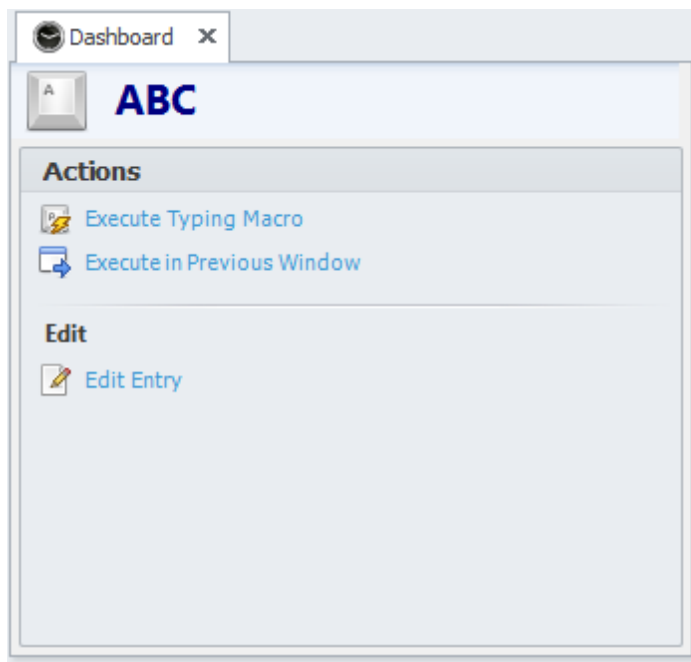 Dashboard
A
ABC
Actions
Execute Typing Macro
Execute in Previous Window
Edit
Edit Entry